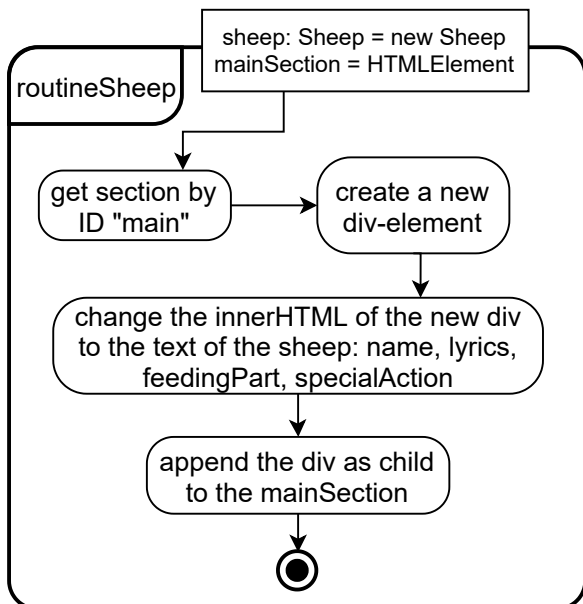 sheep: Sheep = new Sheep
mainSection = HTMLElement
routineSheep
get section by
ID "main"
create a new
div-element
change the innerHTML of the new div
to the text of the sheep: name, lyrics,
feedingPart, specialAction
append the div as child
to the mainSection